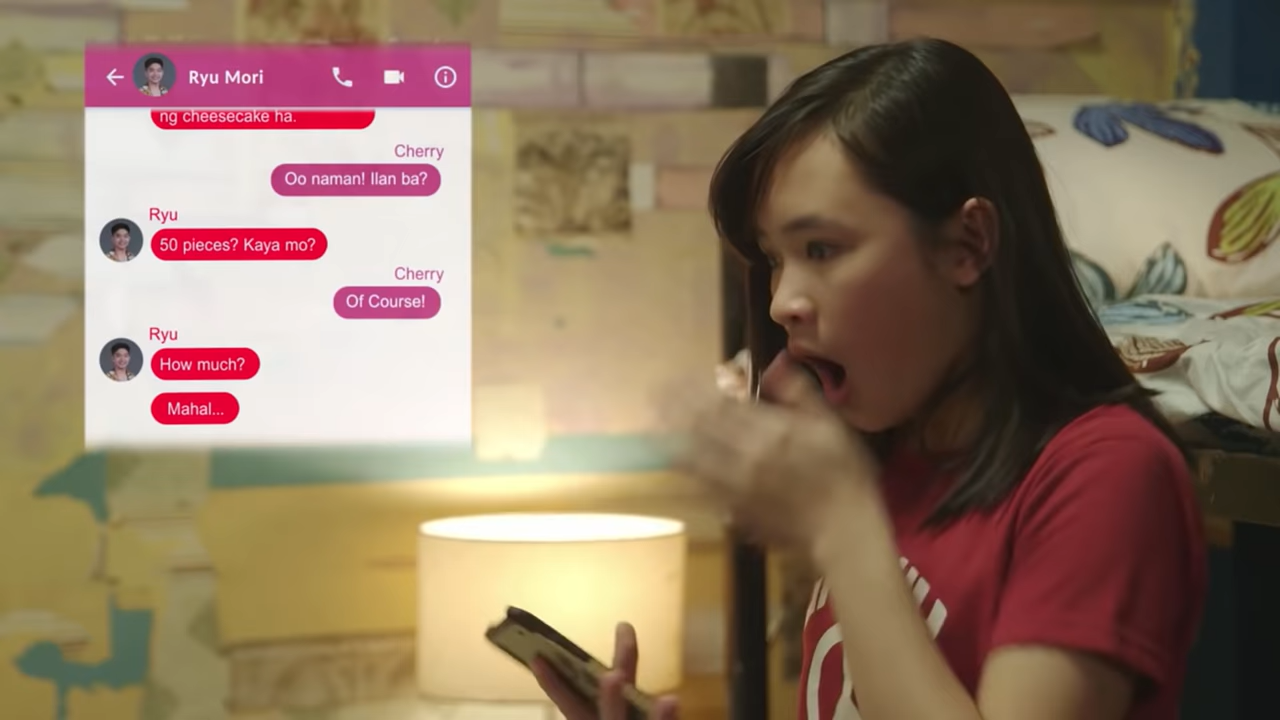 Ryu Mori
ng cheesecake ha.
Cherry
Oo naman! Ilan ba?
Ryu
50 pieces? Kaya mo?
Cherry
Of Course!
Ryu
How much?
Mahal...